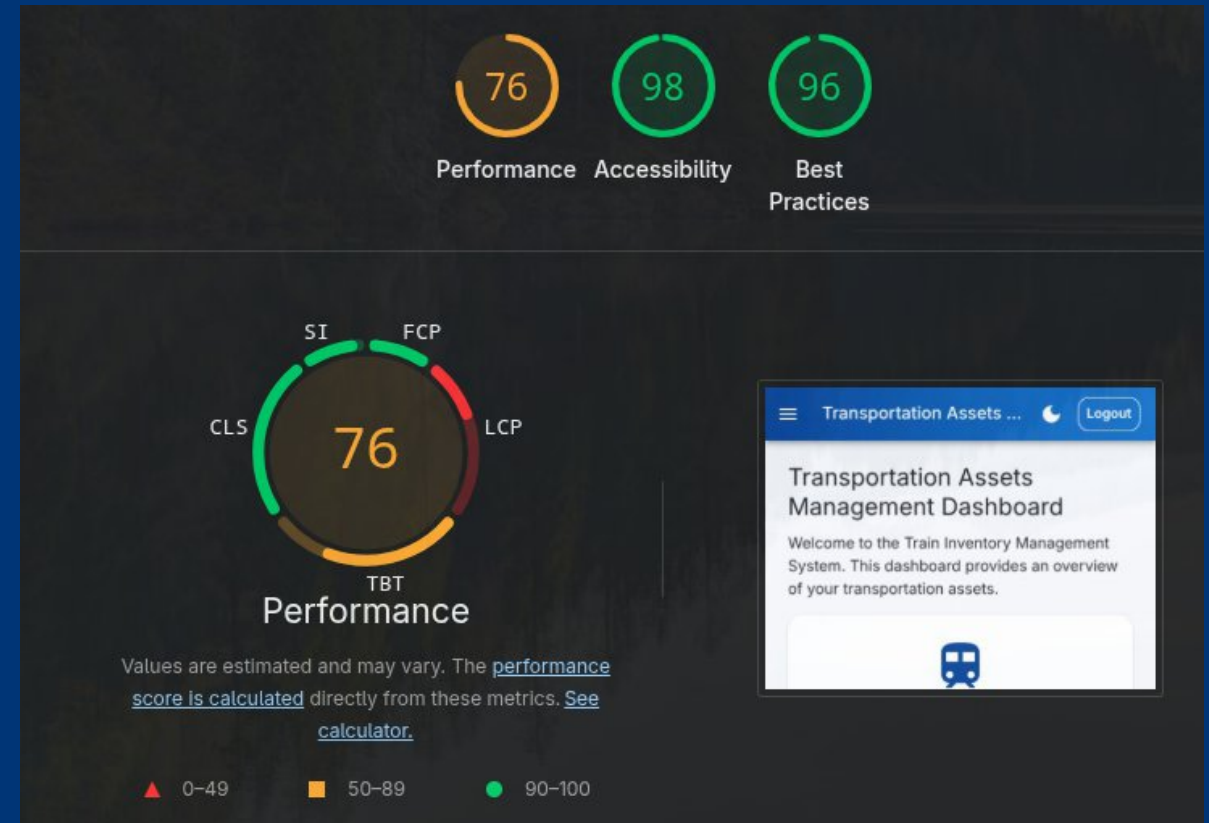 76
98
96
Performance
Accessibility
Best
Practices
SI
FCP
CLS
LCP
76
TBT
Performance
Values are estimated and may vary. The performance
score is calculated directly from these metrics. See
calculator.
0–49
50–89
90–100
Transportation Assets ...
Logout
Transportation Assets
Management Dashboard
Welcome to the Train Inventory Management
System. This dashboard provides an overview
of your transportation assets.